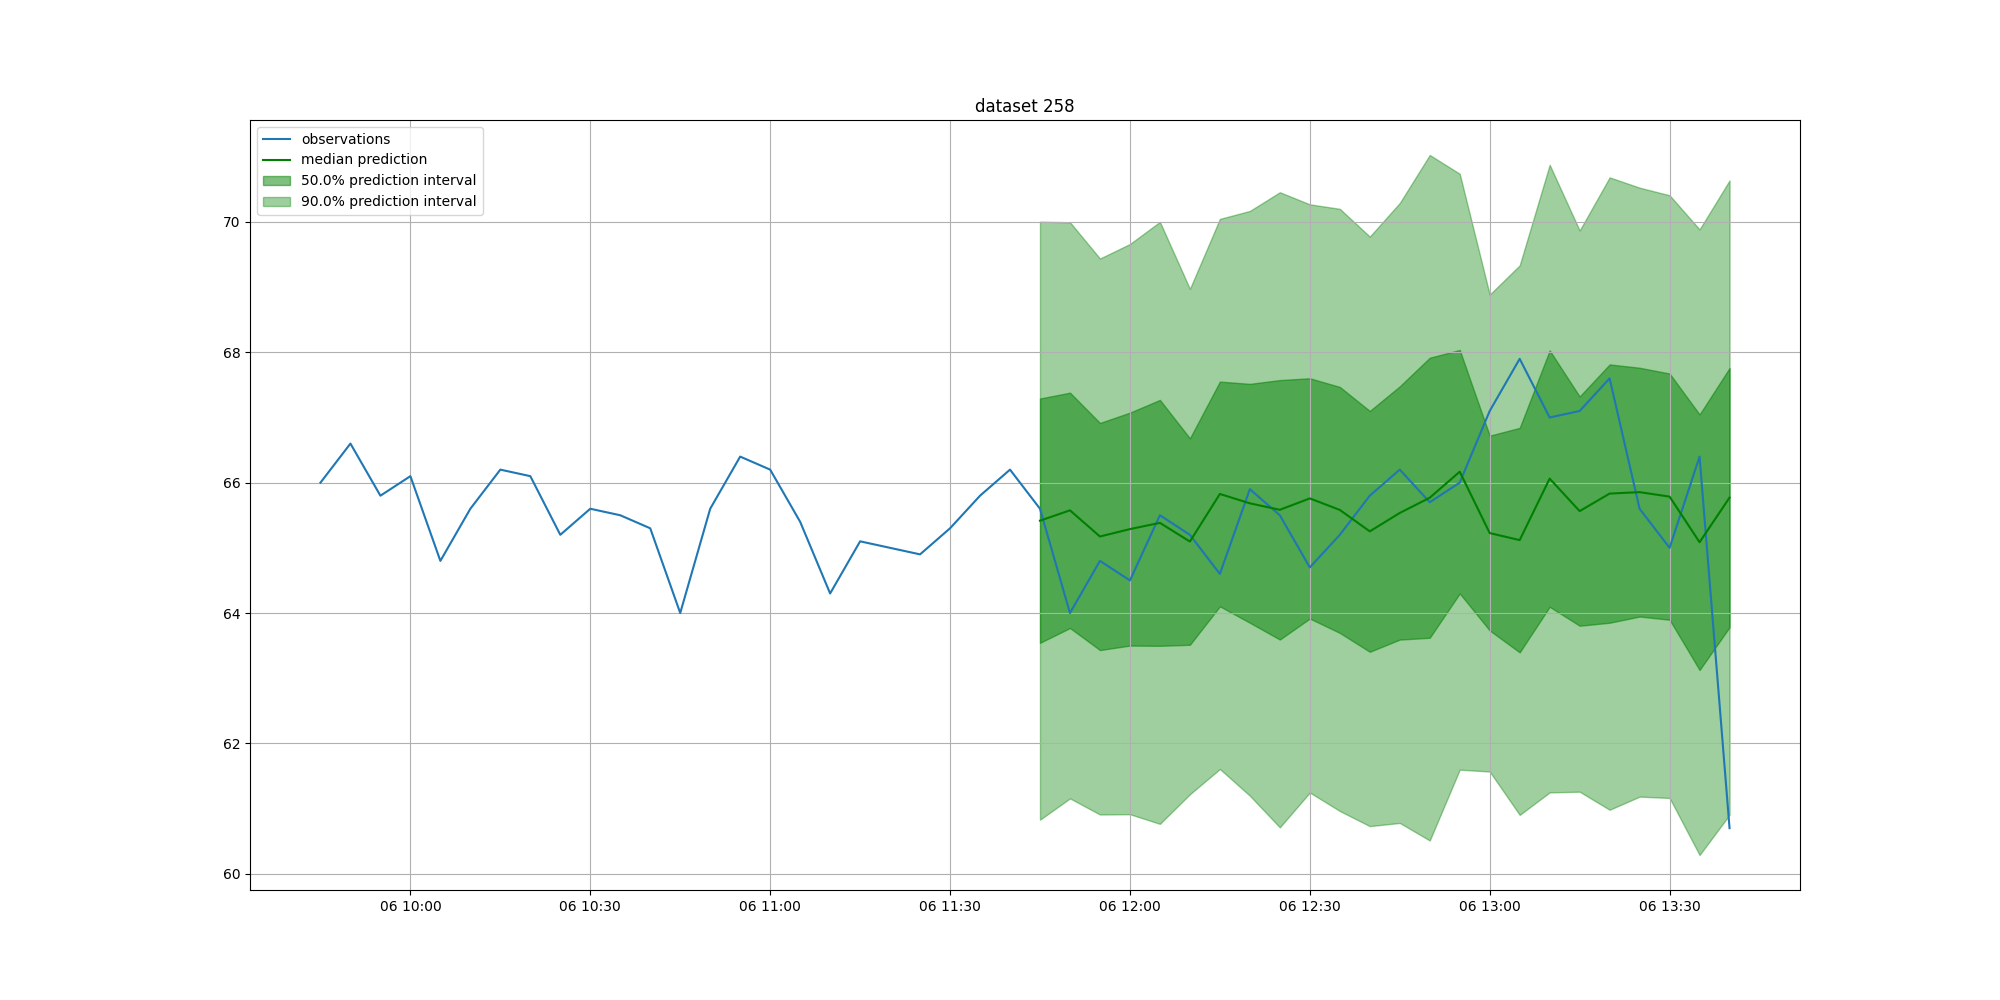 dataset 258
observations
median prediction
50.0% prediction interval
90.0% prediction interval
70
68
66
64
62
60
06 10:00
06 10:30
06 11:00
06 11:30
06 12:00
06 12:30
06 13:00
06 13:30